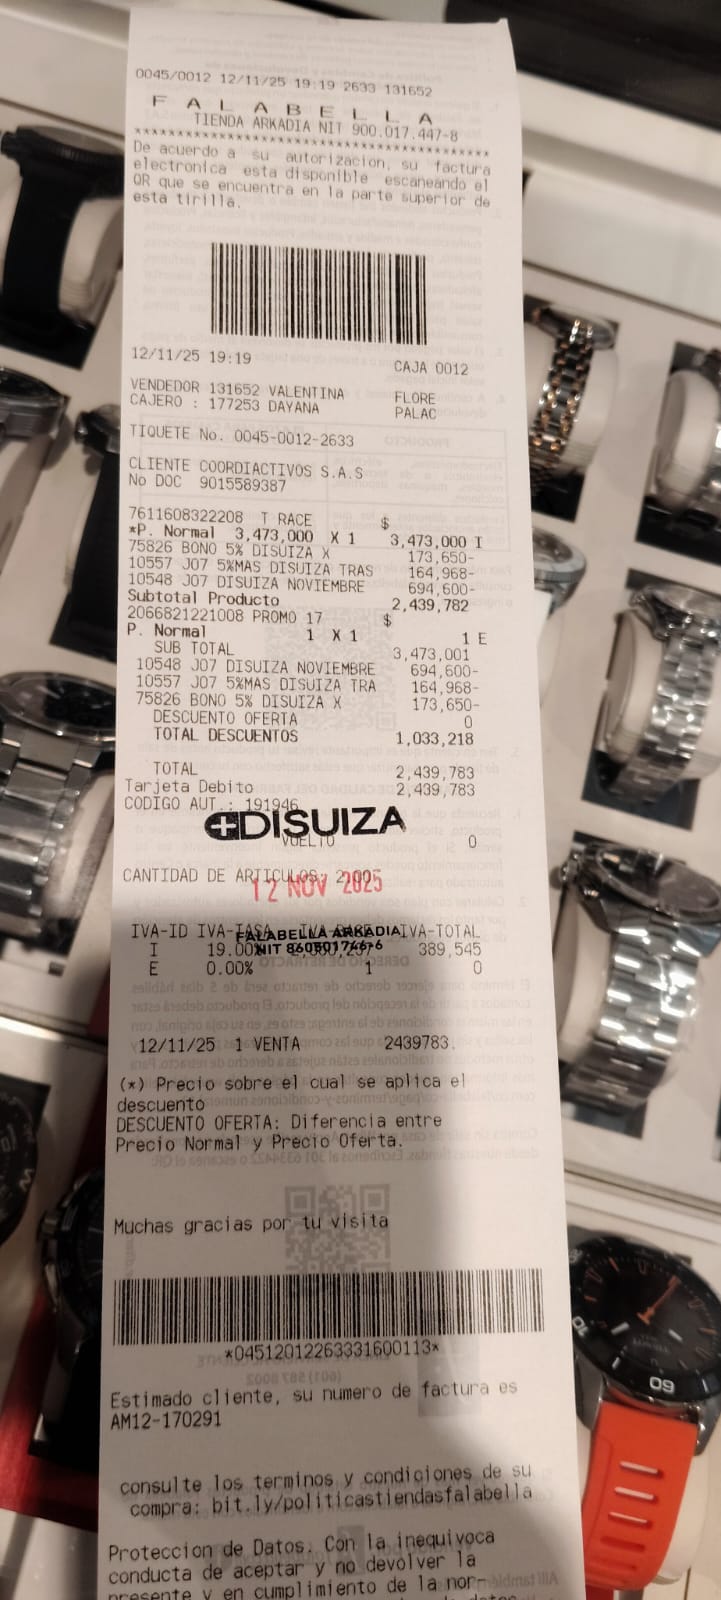 0045/0012 12/11/25 19:19 2633 131652
F A L A B E L L A
TIENDA ARKADIA NIT 900.017.447-8
**************************************************
De acuerdo a su autorizacion, su factura
electronica esta disponible escaneando el
QR que se encuentra en la parte superior de
esta tirilla.
12/11/25 19:19 CAJA 0012
VENDEDOR 131652 VALENTINA FLORE
CAJERO : 177253 DAYANA PALAC
TIQUETE No. 0045-0012-2633
CLIENTE COORDIACTIVOS S.A.S
No DOC 9015589387
7611608322208 T RACE $
*P. Normal 3,473,000 X 1 3,473,000 I
75826 BONO 5% DISUIZA X 173,650-
10557 J07 5%MAS DISUIZA TRAS 164,968-
10548 J07 DISUIZA NOVIEMBRE 694,600-
Subtotal Producto 2,439,782
2066821221008 PROMO 17 $
P. Normal 1 X 1 1 E
SUB TOTAL 3,473,001
10548 J07 DISUIZA NOVIEMBRE 694,600-
10557 J07 5%MAS DISUIZA TRA 164,968-
75826 BONO 5% DISUIZA X 173,650-
DESCUENTO OFERTA 0
TOTAL DESCUENTOS 1,033,218
TOTAL 2,439,783
Tarjeta Debito 2,439,783
CODIGO AUT.: 191946
DISUIZA
VUELTO 0
CANTIDAD DE ARTICULOS:
12 NOV 2025
IVA-ID IVA-TASA IVA-TOTAL
FALABELLA ARKADIA
I 19.00% 389,545
NIT 860301746-6
E 0.00% 1 0
12/11/25 1 VENTA 2439783.
(*) Precio sobre el cual se aplica el
descuento
DESCUENTO OFERTA: Diferencia entre
Precio Normal y Precio Oferta.
Muchas gracias por tu visita
*04512012263331600113*
Estimado cliente, su numero de factura es
AM12-170291
consulte los terminos y condiciones de su
compra: bit.ly/politicastiendasfalabella
Proteccion de Datos: Con la inequivoca
conducta de aceptar y no devolver la
presente y en cumplimiento de la nor-